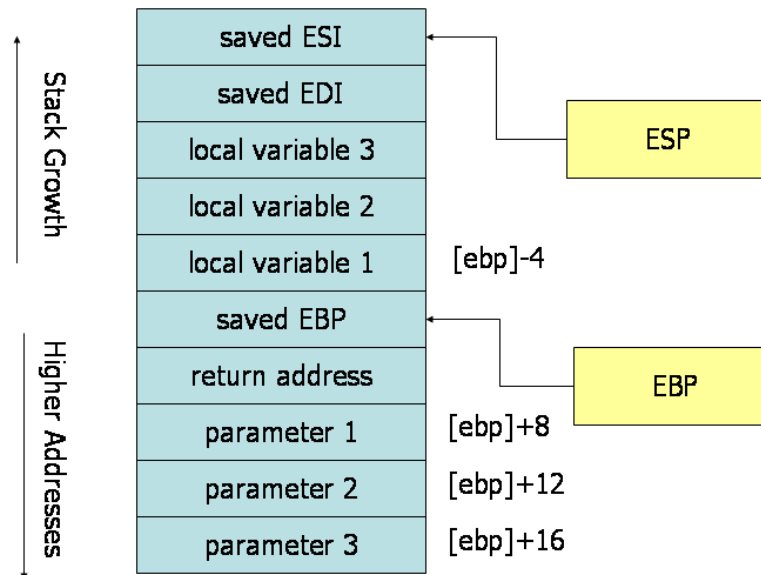 Stack Growth
Higher Addresses
saved ESI
saved EDI
local variable 3
local variable 2
local variable 1
saved EBP
return address
parameter 1
parameter 2
parameter 3
[ebp]-4
[ebp]+8
[ebp]+12
[ebp]+16
ESP
EBP